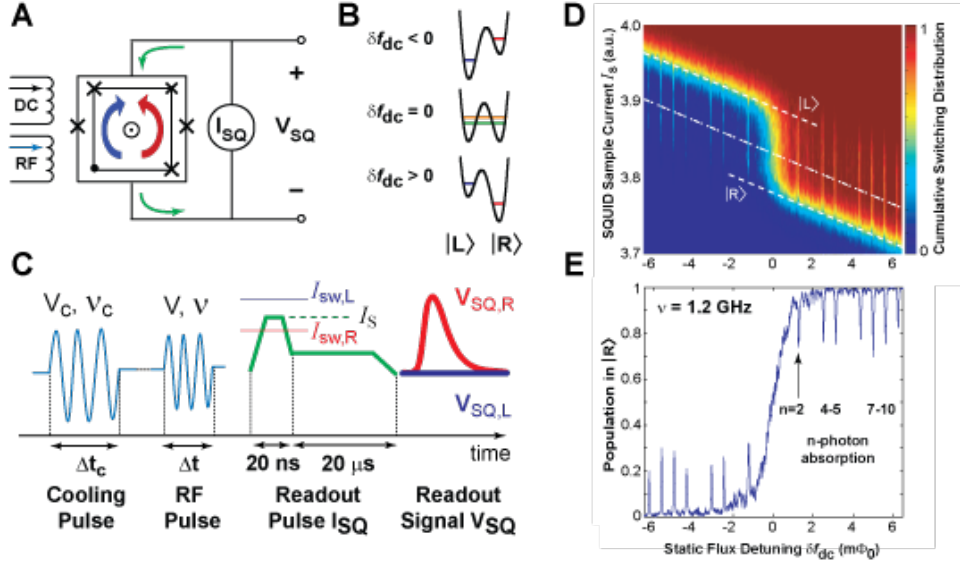 A
DC
RF
I_SQ
+
V_SQ
−
B
δf_dc < 0
δf_dc = 0
δf_dc > 0
|L⟩ |R⟩
C
V_C, ν_C
V, ν
I_sw,L
I_S
I_sw,R
V_SQ,R
V_SQ,L
time
Δt_c
Δt
20 ns
20 μs
Cooling Pulse
RF Pulse
Readout Pulse I_SQ
Readout Signal V_SQ
D
SQUID Sample Current I_S (a.u.)
4.0
3.9
3.8
3.7
|L⟩
|R⟩
-6 -4 -2 0 2 4 6
1
0
Cumulative Switching Distribution
E
Population in |R⟩
1
0.8
0.6
0.4
0.2
0
ν = 1.2 GHz
n=2 4-5 7-10
n-photon
absorption
-6 -4 -2 0 2 4 6
Static Flux Detuning δf_dc (mΦ₀)